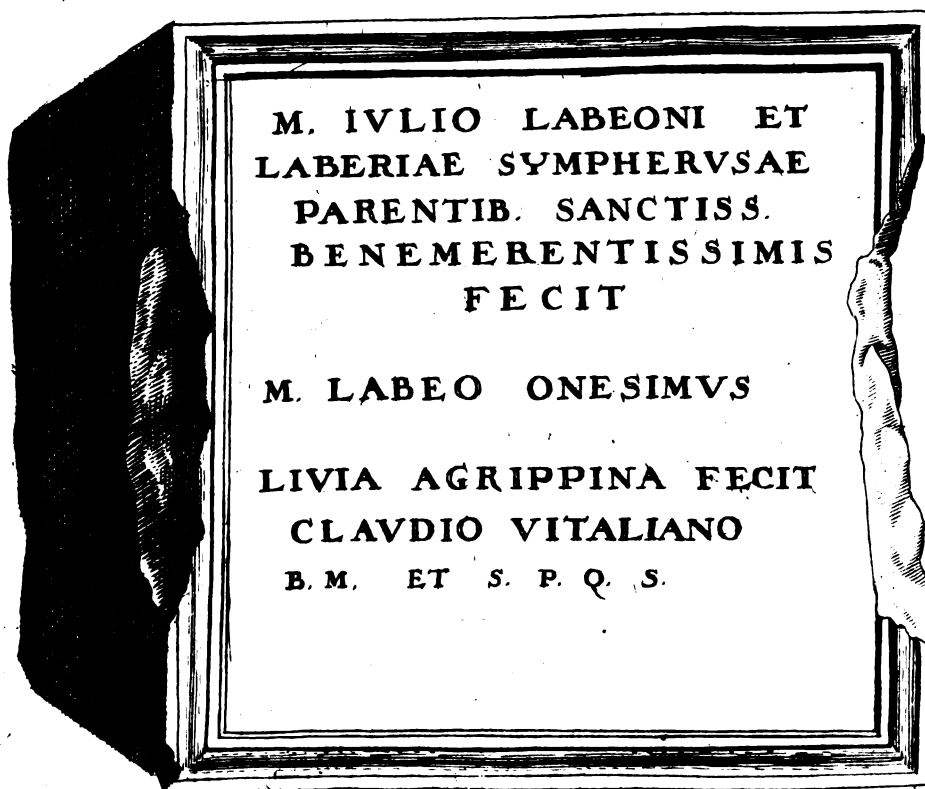 M. IVLIO LABEONI ET
LABERIAE SYMPHERVSAE
PARENTIB. SANCTISS.
BENEMERENTISSIMIS
FECIT
M. LABEO ONESIMVS
LIVIA AGRIPPINA FECIT
CLAVDIO VITALIANO
B. M. ET S. P. Q. S.